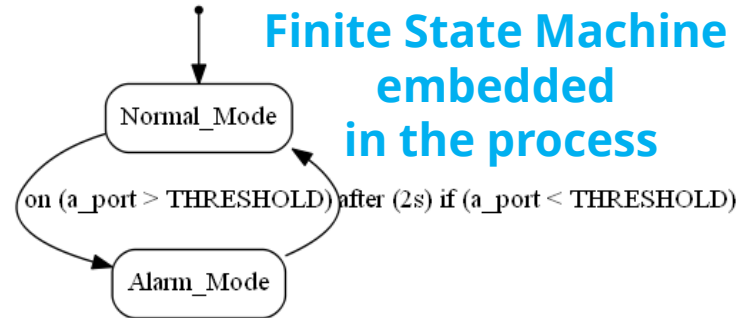 Finite State Machine
embedded
in the process
Normal_Mode
on (a_port > THRESHOLD) after (2s) if (a_port < THRESHOLD)
Alarm_Mode